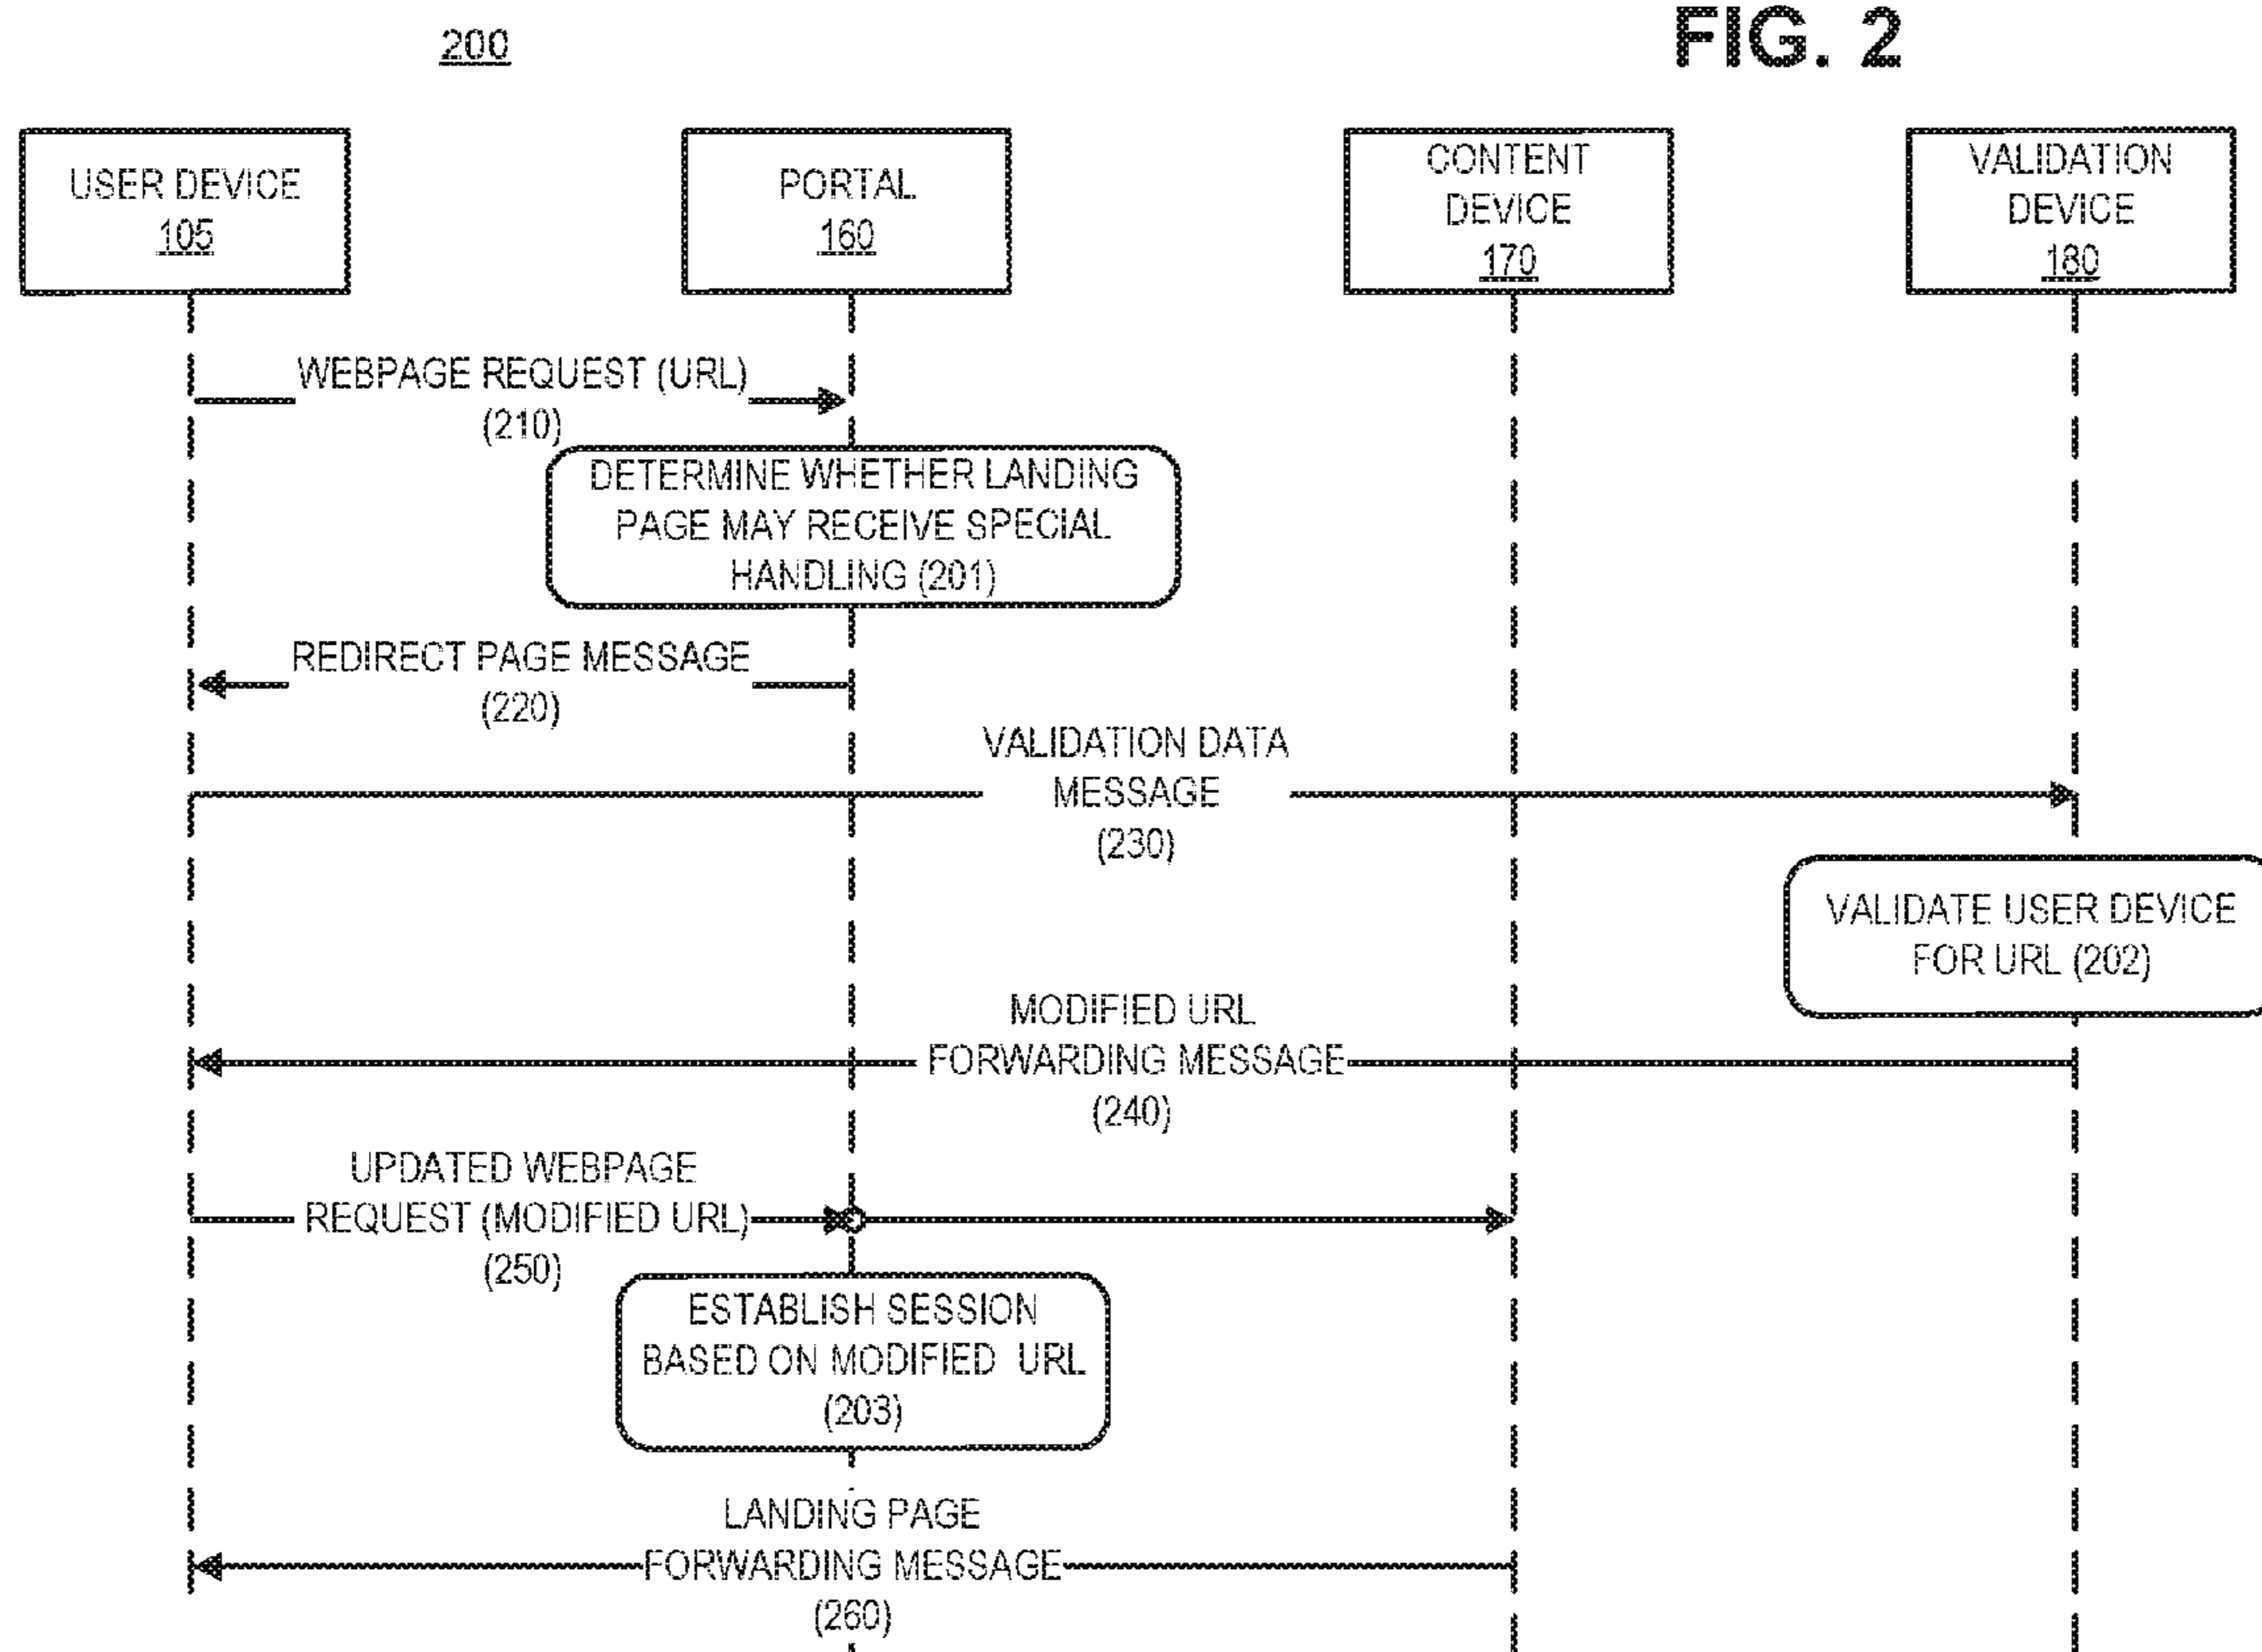 200
FIG. 2
USER DEVICE
105
PORTAL
160
CONTENT
DEVICE
170
VALIDATION
DEVICE
180
WEBPAGE REQUEST (URL)
(210)
DETERMINE WHETHER LANDING
PAGE MAY RECEIVE SPECIAL
HANDLING (201)
REDIRECT PAGE MESSAGE
(220)
VALIDATION DATA
MESSAGE
(230)
VALIDATE USER DEVICE
FOR URL (202)
MODIFIED URL
FORWARDING MESSAGE
(240)
UPDATED WEBPAGE
REQUEST (MODIFIED URL)
(250)
ESTABLISH SESSION
BASED ON MODIFIED URL
(203)
LANDING PAGE
FORWARDING MESSAGE
(260)